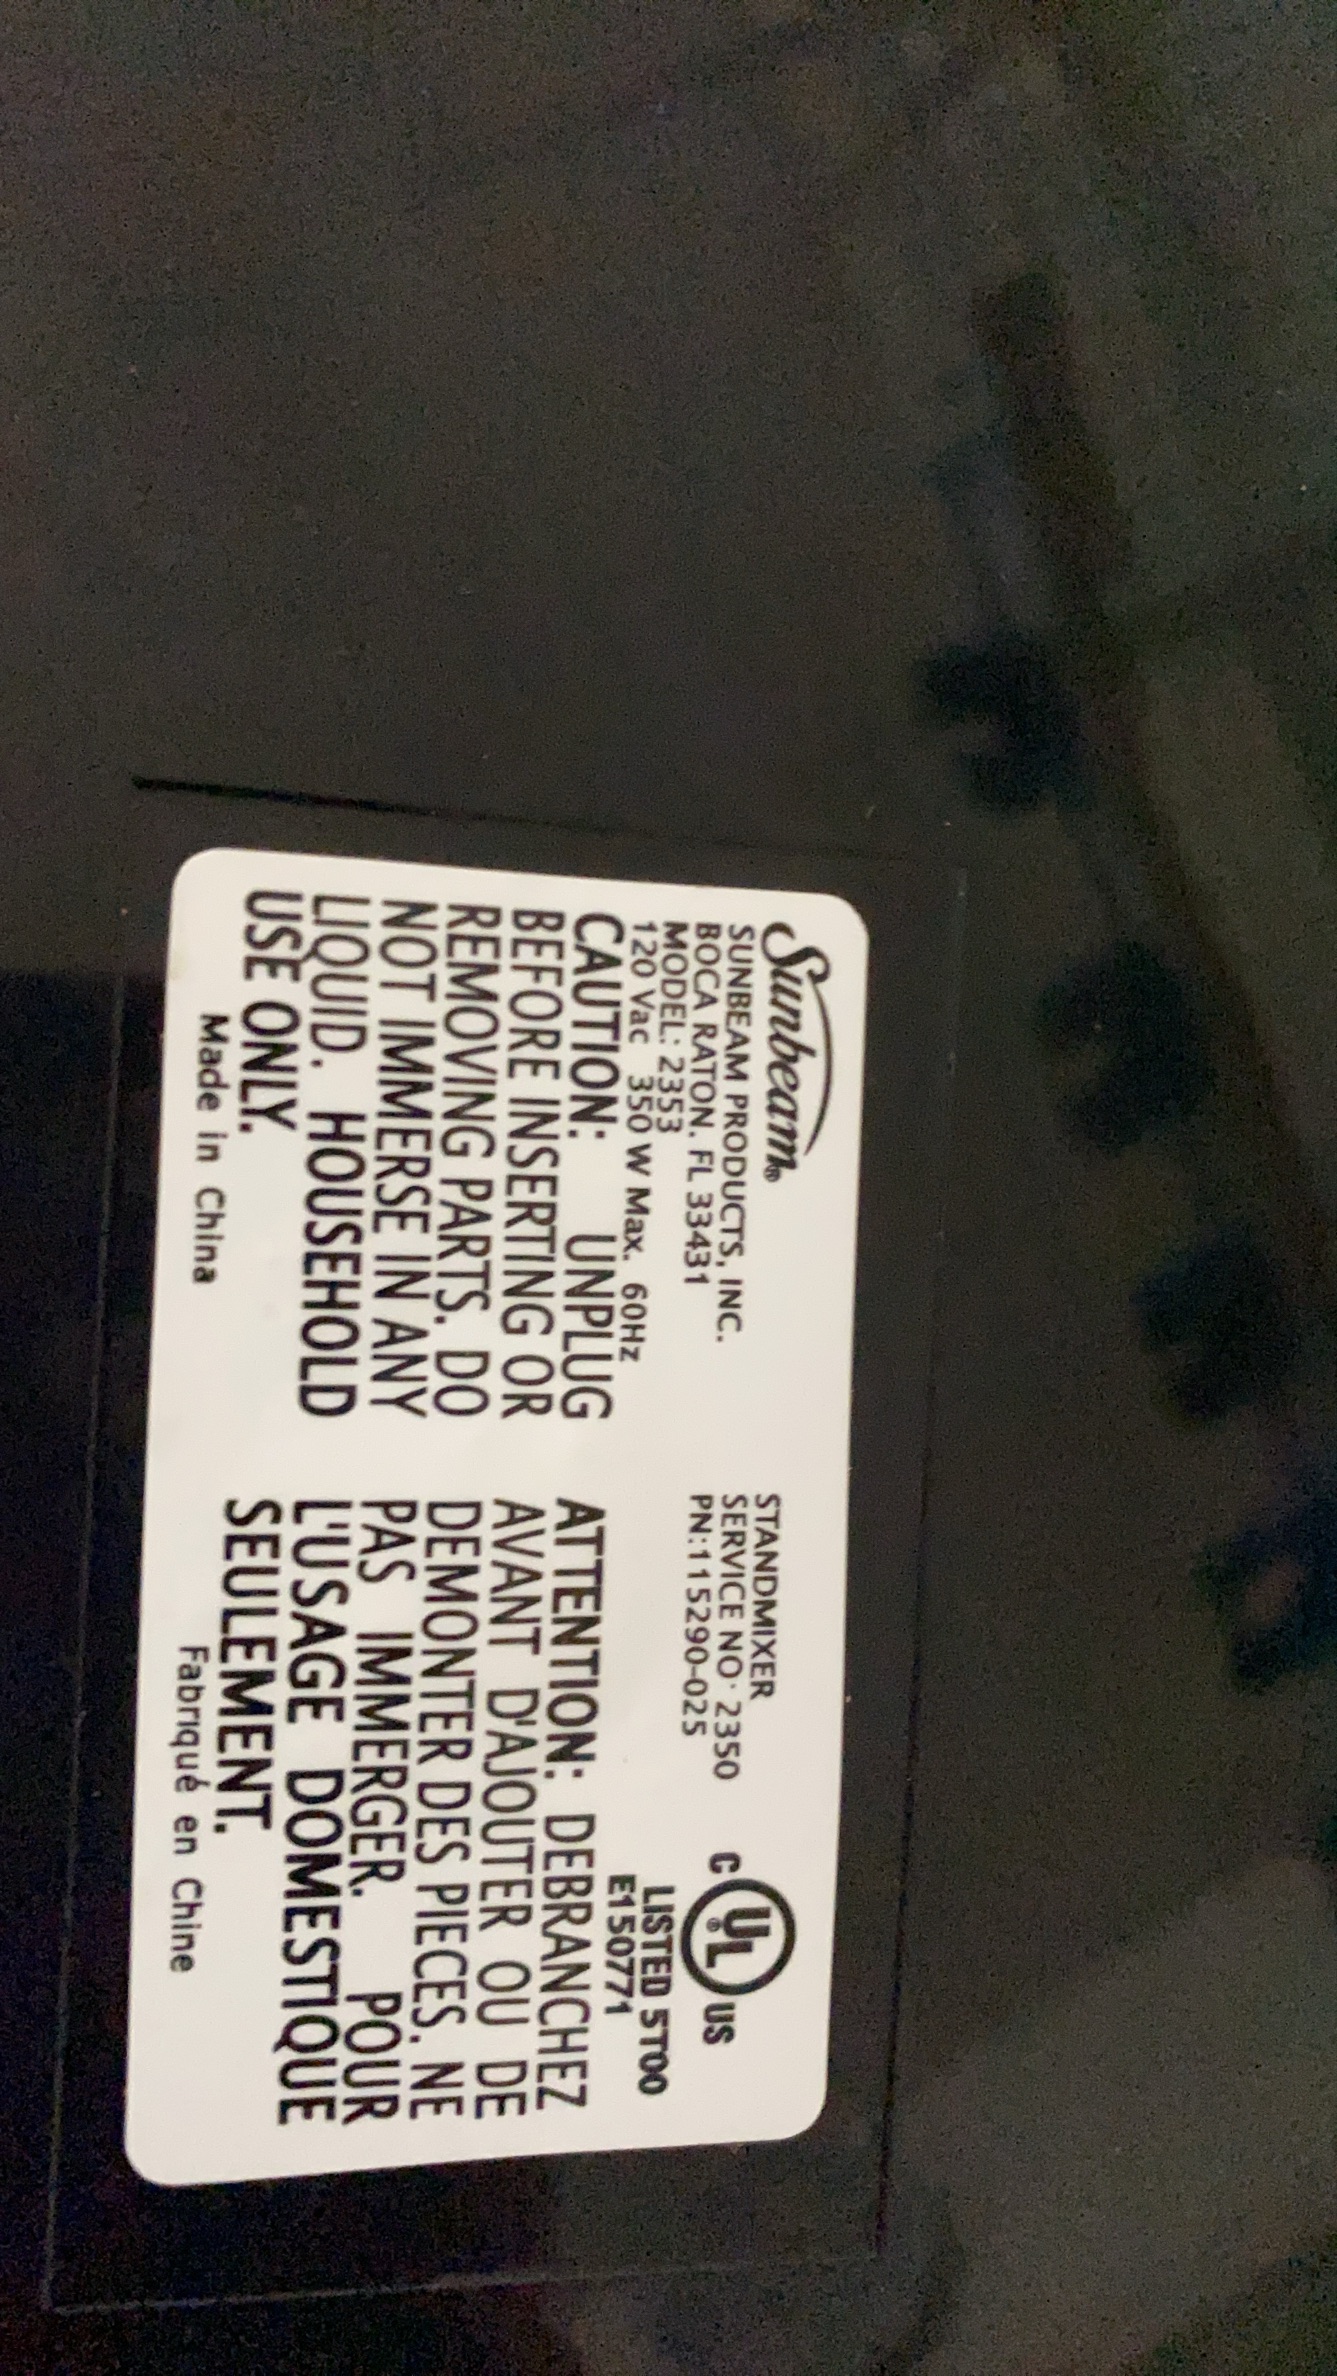 Sunbeam®
SUNBEAM PRODUCTS, INC.
BOCA RATON. FL 33431
MODEL: 2353
120 Vac 350 W Max. 60Hz
CAUTION: UNPLUG
BEFORE INSERTING OR
REMOVING PARTS. DO
NOT IMMERSE IN ANY
LIQUID. HOUSEHOLD
USE ONLY.
Made in China
STANDMIXER
SERVICE NO· 2350
PN:115290-025
C UL® US
LISTED 5T00
E150771
ATTENTION: DEBRANCHEZ
AVANT D'AJOUTER OU DE
DEMONTER DES PIECES. NE
PAS IMMERGER. POUR
L'USAGE DOMESTIQUE
SEULEMENT.
Fabriqué en Chine